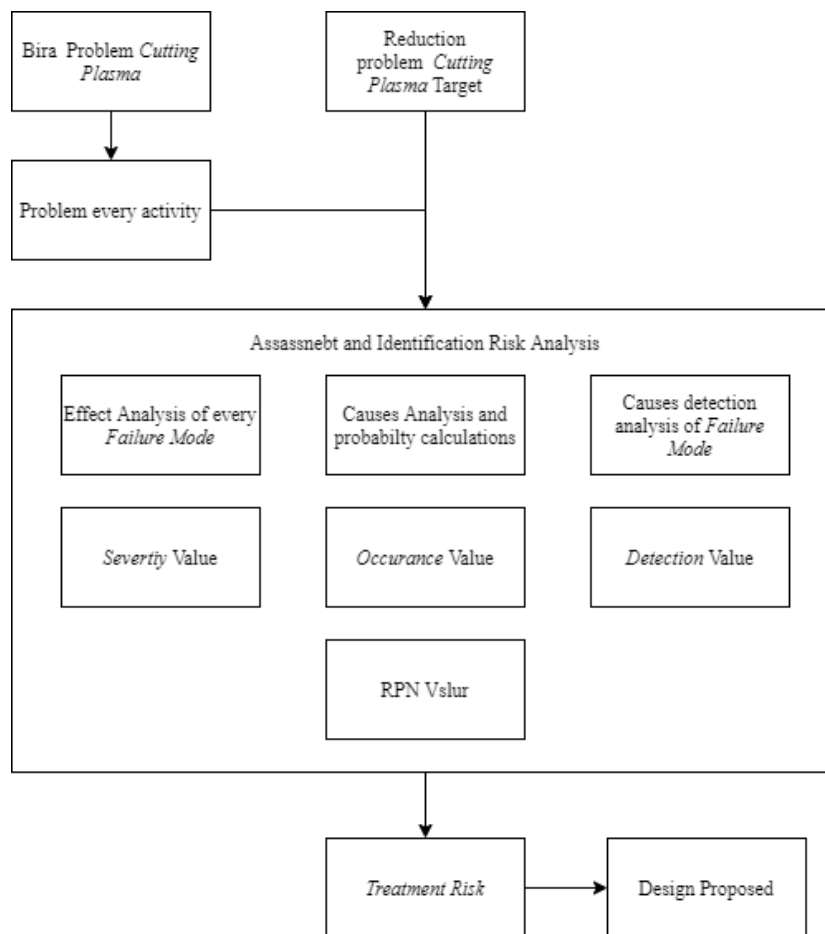 Bira Problem Cutting
Plasma
Reduction
problem Cutting
Plasma Target
Problem every activity
Assassnebt and Identification Risk Analysis
Effect Analysis of every
Failure Mode
Causes Analysis and
probabilty calculations
Causes detection
analysis of Failure
Mode
Severtiy Value
Occurance Value
Detection Value
RPN Vslur
Treatment Risk
Design Proposed